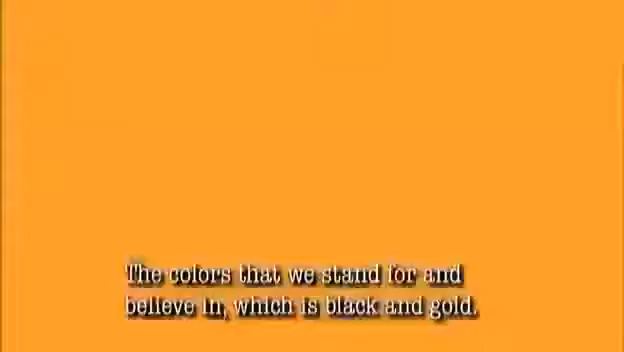 The colors that we stand for and
believe in, which is black and gold.